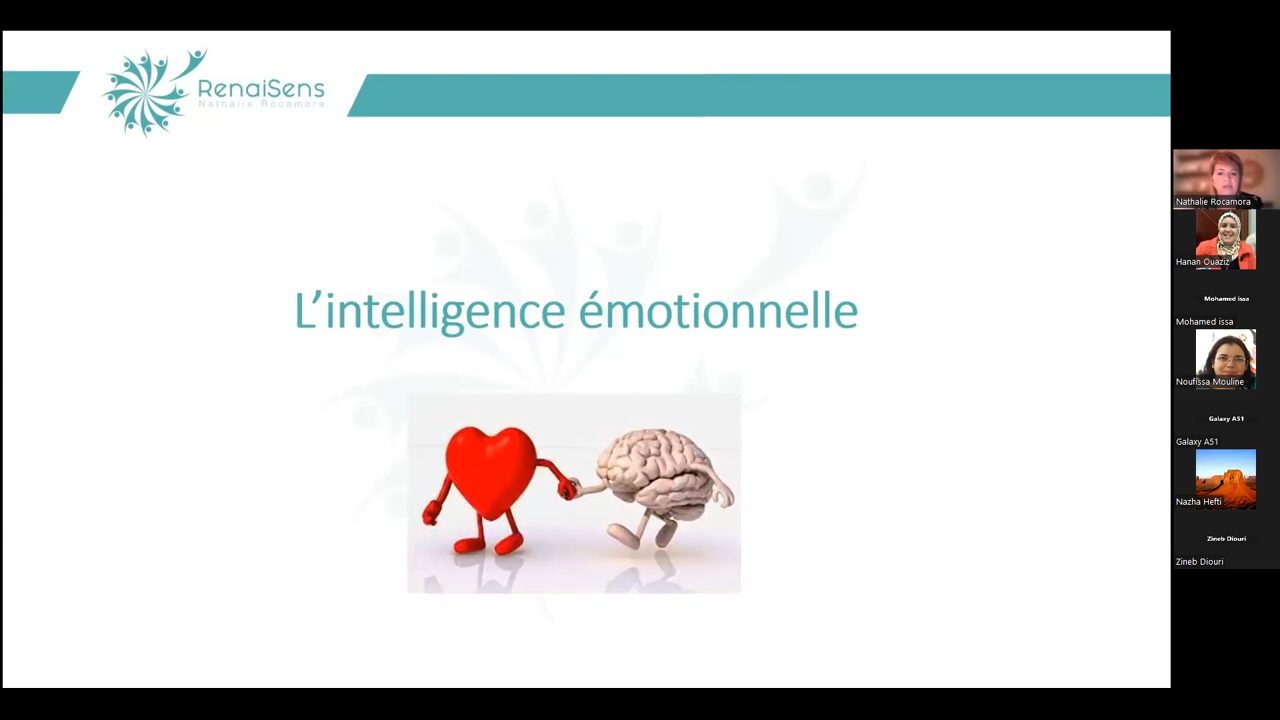 RenaiSens
Nathalie Rocamora
L'intelligence émotionnelle
Nathalie Rocamora
Hanan Ouaziz
Mohamed issa
Mohamed issa
Noufissa Mouline
Galaxy A51
Galaxy A51
Nazha Hefti
Zineb Diouri
Zineb Diouri